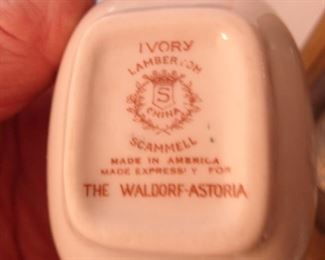 IVORY
LAMBERTON
S
CHINA
SCAMMELL
MADE IN AMERICA
MADE EXPRESSLY FOR
THE WALDORF-ASTORIA